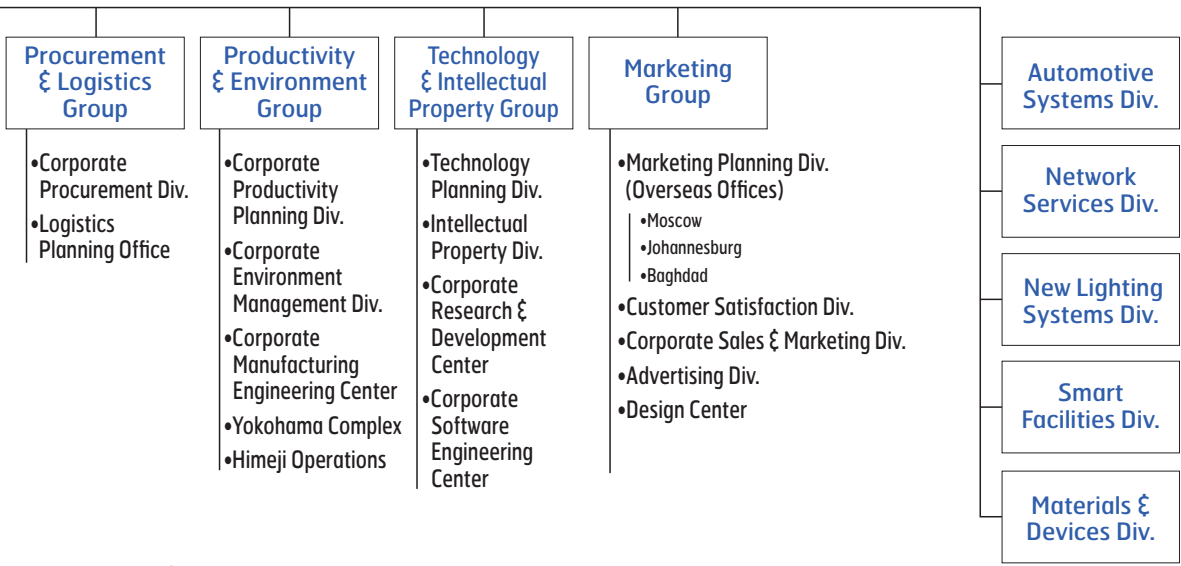 Procurement
& Logistics
Group
•Corporate
Procurement Div.
•Logistics
Planning Office
Productivity
& Environment
Group
•Corporate
Productivity
Planning Div.
•Corporate
Environment
Management Div.
•Corporate
Manufacturing
Engineering Center
•Yokohama Complex
•Himeji Operations
Technology
& Intellectual
Property Group
•Technology
Planning Div.
•Intellectual
Property Div.
•Corporate
Research &
Development
Center
•Corporate
Software
Engineering
Center
Marketing
Group
•Marketing Planning Div.
(Overseas Offices)
•Moscow
•Johannesburg
•Baghdad
•Customer Satisfaction Div.
•Corporate Sales & Marketing Div.
•Advertising Div.
•Design Center
Automotive
Systems Div.
Network
Services Div.
New Lighting
Systems Div.
Smart
Facilities Div.
Materials &
Devices Div.